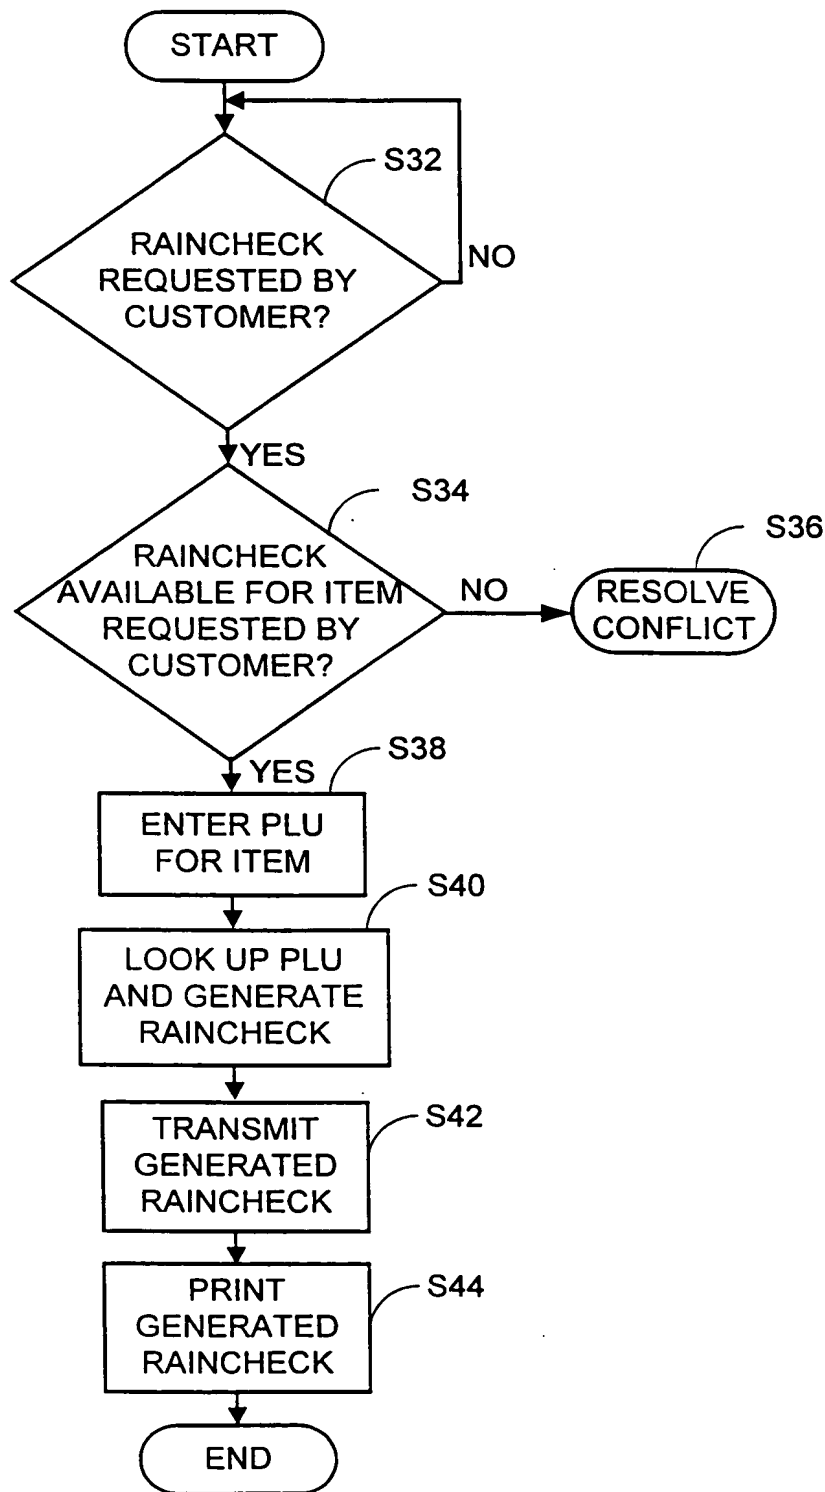 START
S32
RAINCHECK
REQUESTED BY
CUSTOMER?
NO
YES
S34
RAINCHECK
AVAILABLE FOR ITEM
REQUESTED BY
CUSTOMER?
NO
S36
RESOLVE
CONFLICT
YES
S38
ENTER PLU
FOR ITEM
S40
LOOK UP PLU
AND GENERATE
RAINCHECK
S42
TRANSMIT
GENERATED
RAINCHECK
S44
PRINT
GENERATED
RAINCHECK
END